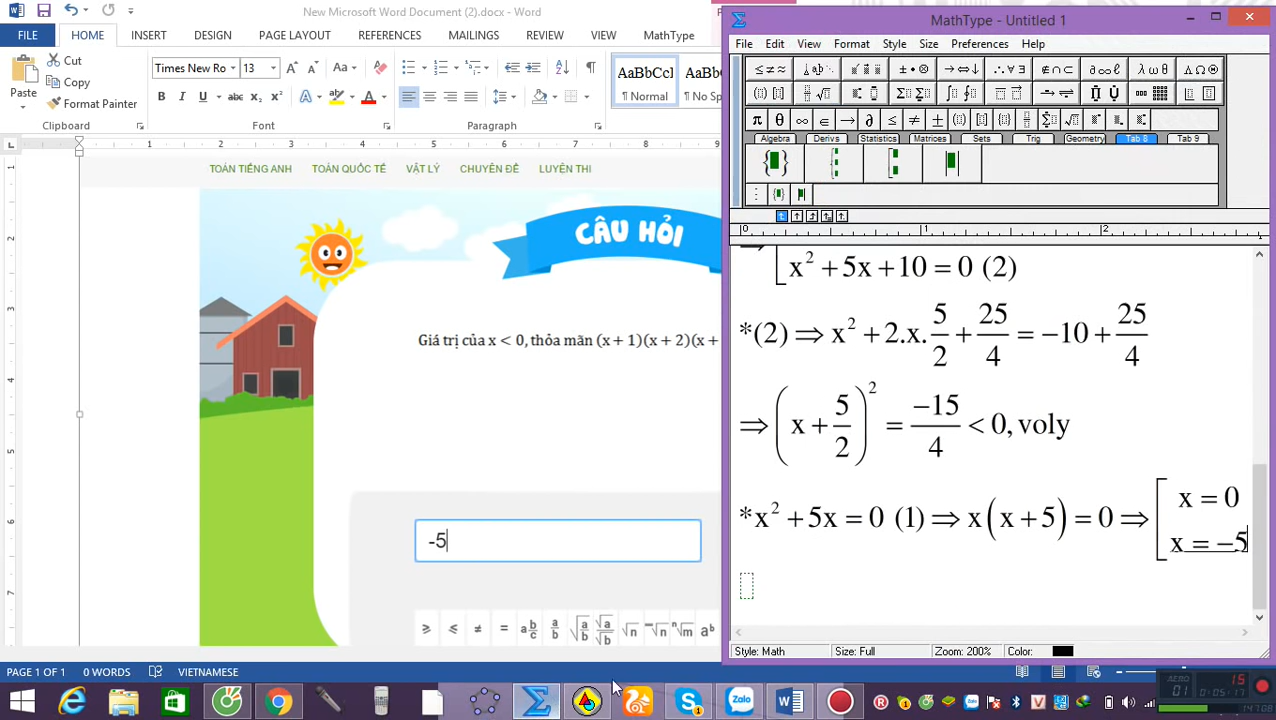 New Microsoft Word Document (2).docx - Word
MathType - Untitled 1
FILE HOME INSERT DESIGN PAGE LAYOUT REFERENCES MAILINGS REVIEW VIEW MathType
File Edit View Format Style Size Preferences Help
Paste
Cut
Copy
Format Painter
Times New Ro 13
AaBbCcI
¶ Normal
AaBbCc
¶ No Sp
Clipboard Font Paragraph
Algebra Derivs Statistics Matrices Sets Trig Geometry Tab 8 Tab 9
TOÁN TIẾNG ANH TOÁN QUỐC TẾ VẬT LÝ CHUYÊN ĐỀ LUYỆN THI
CÂU HỎI
Giá trị của x < 0, thỏa mãn (x + 1)(x + 2)(x +
-5
⇒ [ x² + 5x + 10 = 0 (2)
*(2) ⇒ x² + 2.x.5/2 + 25/4 = −10 + 25/4
⇒ (x + 5/2)² = −15/4 < 0, voly
*x² + 5x = 0 (1) ⇒ x(x + 5) = 0 ⇒ [ x = 0
x = −5
Style: Math Size: Full Zoom: 200% Color:
PAGE 1 OF 1 0 WORDS VIETNAMESE